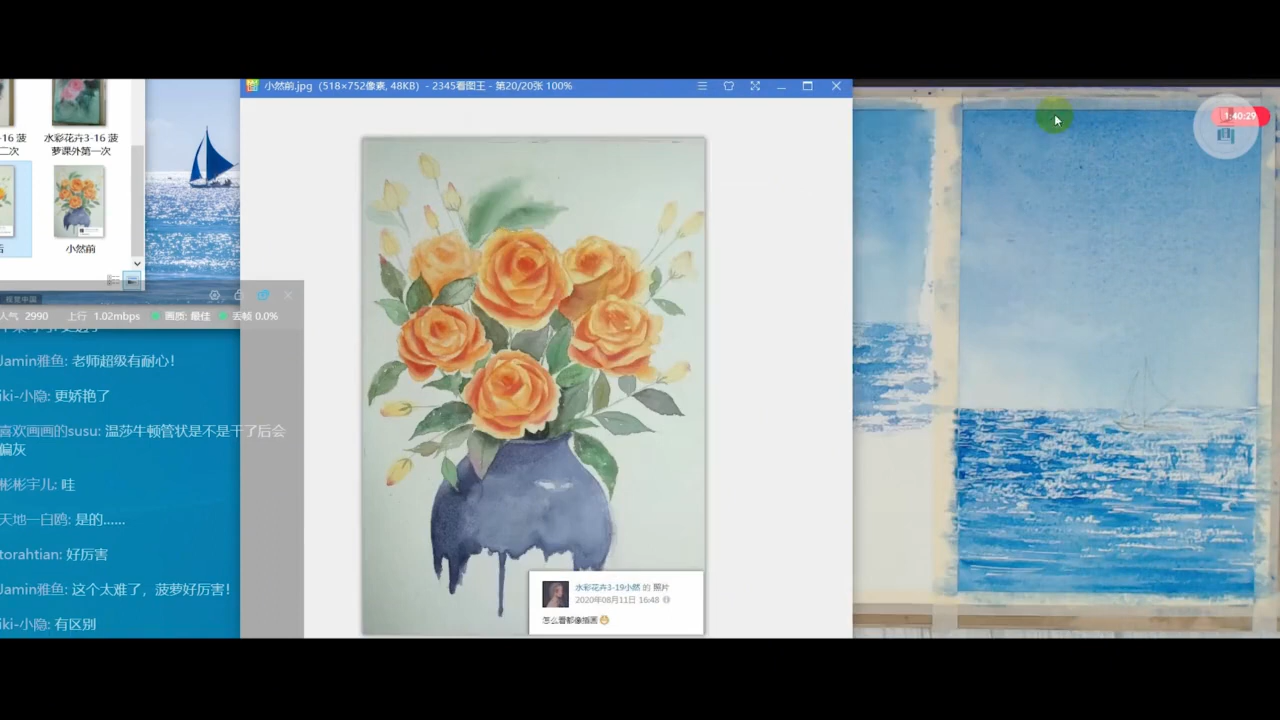 小然前.jpg (518×752像素, 48KB) - 2345看图王 - 第20/20张 100%
1:40:29
-16 菠
二次
水彩花卉3-16 菠
萝课外第一次
后
小然前
视觉中国
人气 2990 上行 1.02mbps 画质: 最佳 丢帧 0.0%
Jamin雅鱼: 老师超级有耐心!
iki-小隐: 更娇艳了
喜欢画画的susu: 温莎牛顿管状是不是干了后会
偏灰
彬彬宇儿: 哇
天地一白鸥: 是的......
torahtian: 好厉害
Jamin雅鱼: 这个太难了，菠萝好厉害!
iki-小隐: 有区别
水彩花卉3-19小然 的 照片
2020年08月11日 16:48
怎么看都像插画